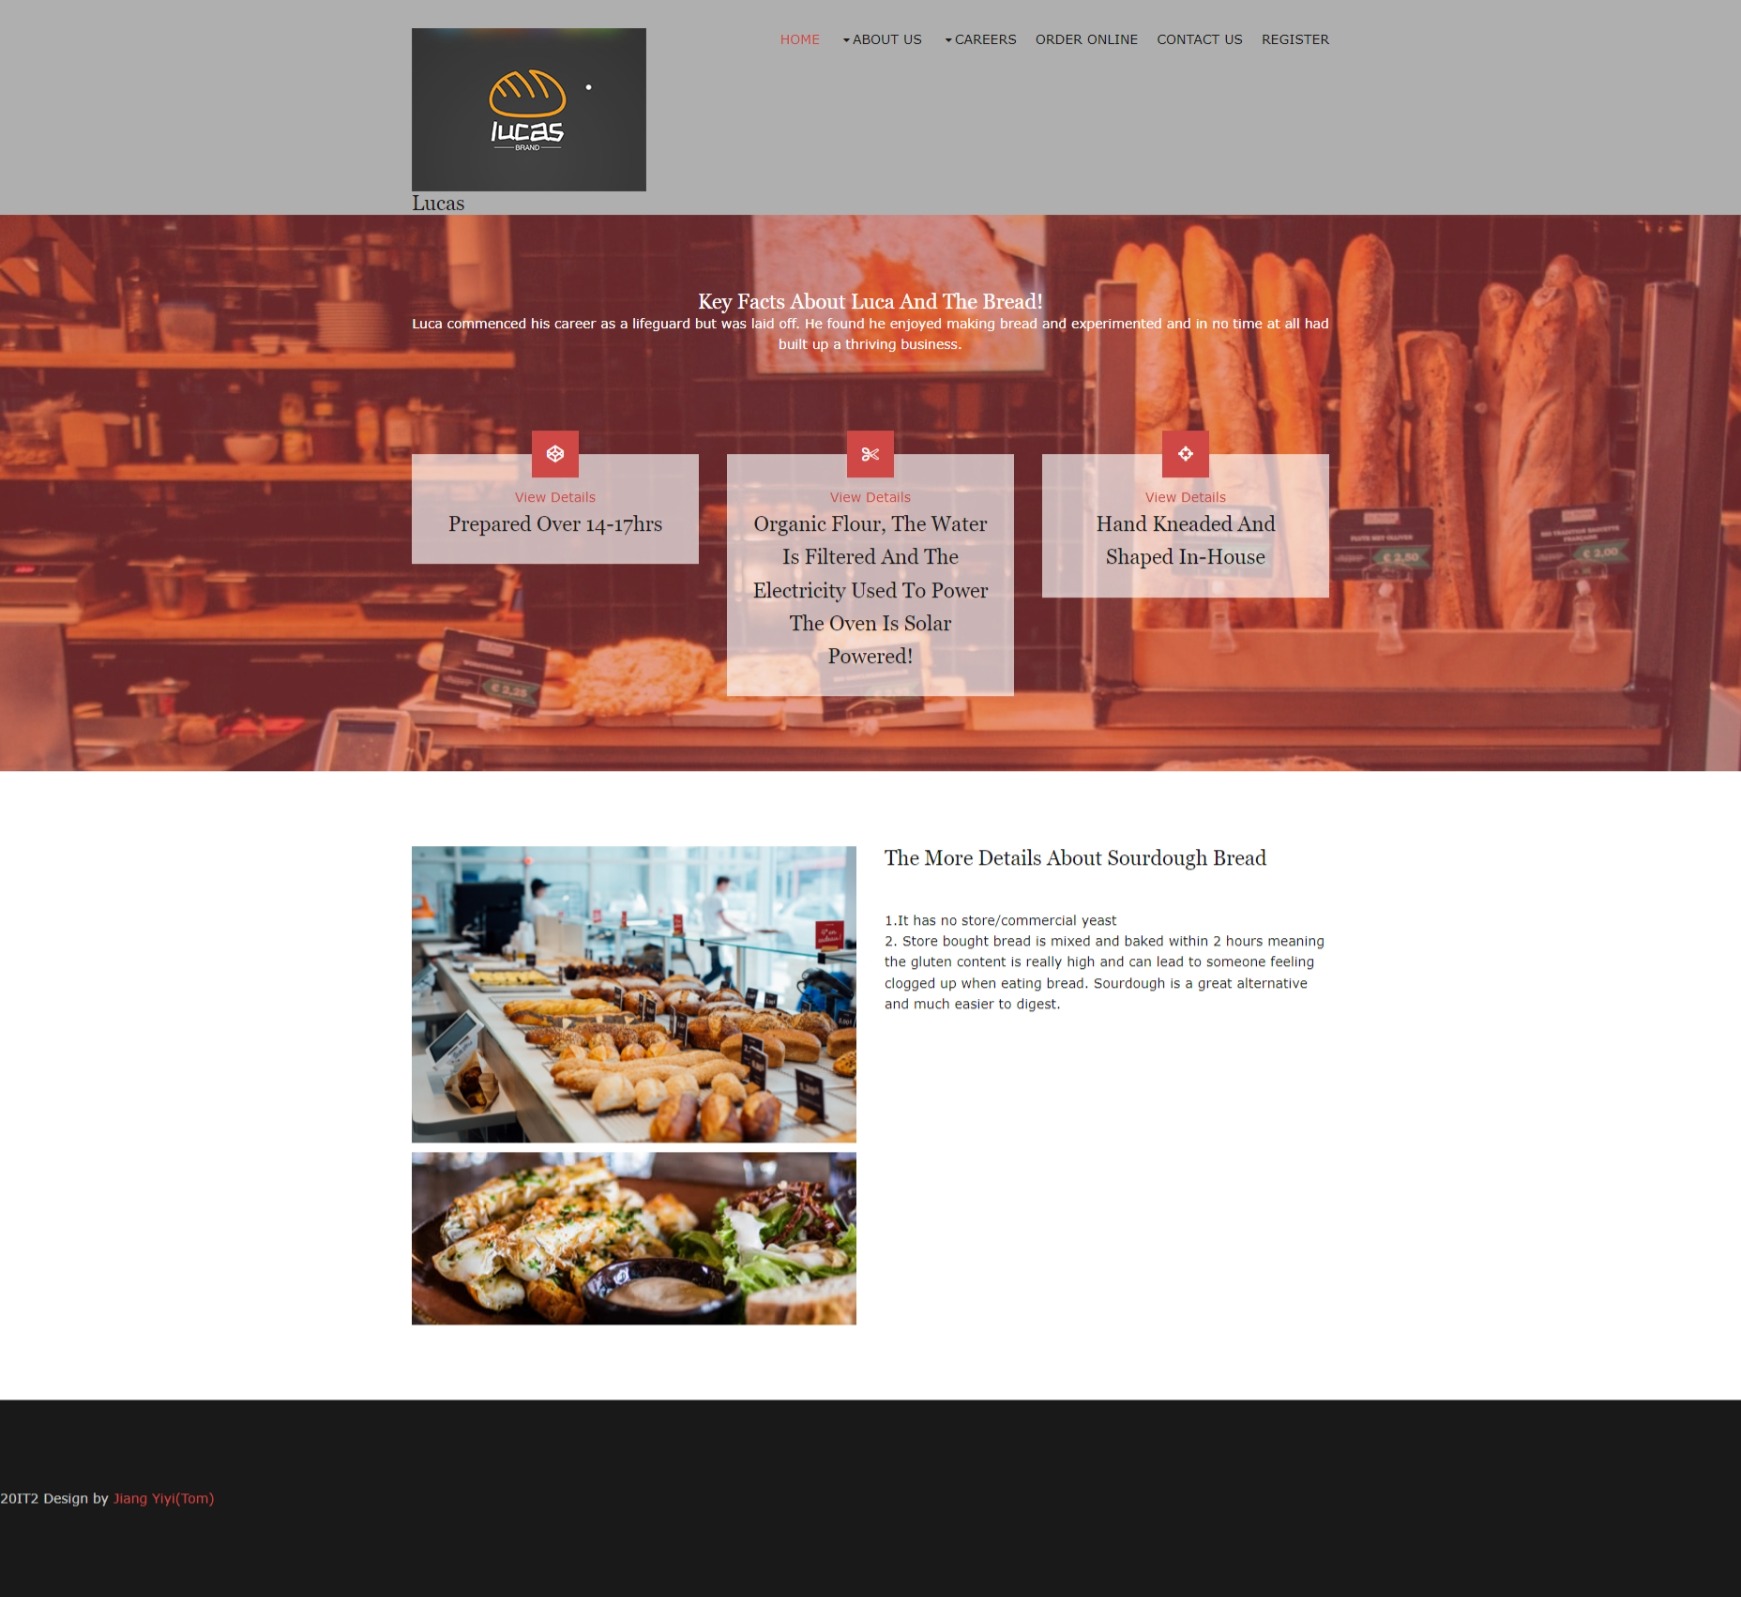 lucas
BRAND
HOME
ABOUT US
CAREERS
ORDER ONLINE
CONTACT US
REGISTER
Lucas
Key Facts About Luca And The Bread!
Luca commenced his career as a lifeguard but was laid off. He found he enjoyed making bread and experimented and in no time at all had
built up a thriving business.
View Details
Prepared Over 14-17hrs
View Details
Organic Flour, The Water
Is Filtered And The
Electricity Used To Power
The Oven Is Solar
Powered!
View Details
Hand Kneaded And
Shaped In-House
€ 2,50
€ 3,00
€ 2,25
The More Details About Sourdough Bread
1.It has no store/commercial yeast
2. Store bought bread is mixed and baked within 2 hours meaning
the gluten content is really high and can lead to someone feeling
clogged up when eating bread. Sourdough is a great alternative
and much easier to digest.
20IT2 Design by Jiang Yiyi(Tom)